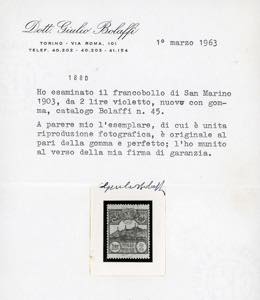 Dott. Giulio Bolaffi
TORINO - VIA ROMA, 101
TELEF. 40.202 - 40.203 - 41.154
1° marzo 1963
1880
Ho esaminato il francobollo di San Marino
1903, da 2 lire violetto, nuovo con gom-
ma, catalogo Bolaffi n. 45.
A parere mio l'esemplare, di cui è unita
riproduzione fotografica, è originale al
pari della gomma e perfetto; l'ho munito
al verso della mia firma di garanzia.
Giulio Bolaffi